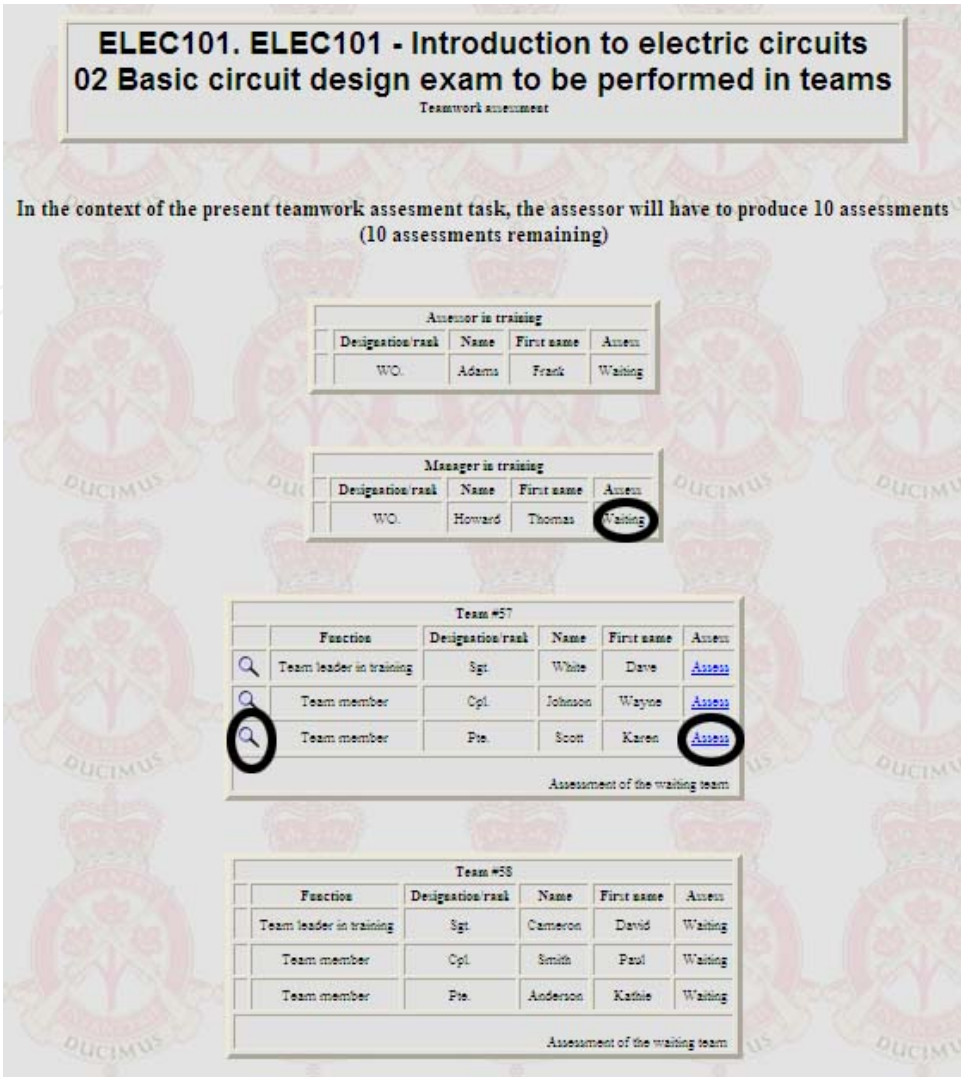 ELEC101. ELEC101 - Introduction to electric circuits
02 Basic circuit design exam to be performed in teams
Teamwork assessment
In the context of the present teamwork assesment task, the assessor will have to produce 10 assessments
(10 assessments remaining)
Assessor in training
Designation/rank Name First name Assess
WO. Adams Frank Waiting
Manager in training
Designation/rank Name First name Assess
WO. Howard Thomas Waiting
Team #57
Function Designation/rank Name First name Assess
Team leader in training Sgt. White Dave Assess
Team member Cpl. Johnson Wayne Assess
Team member Pte. Scott Karen Assess
Assessment of the waiting team
Team #58
Function Designation/rank Name First name Assess
Team leader in training Sgt. Cameron David Waiting
Team member Cpl. Smith Paul Waiting
Team member Pte. Anderson Kathie Waiting
Assessment of the waiting team
DUCIMUS